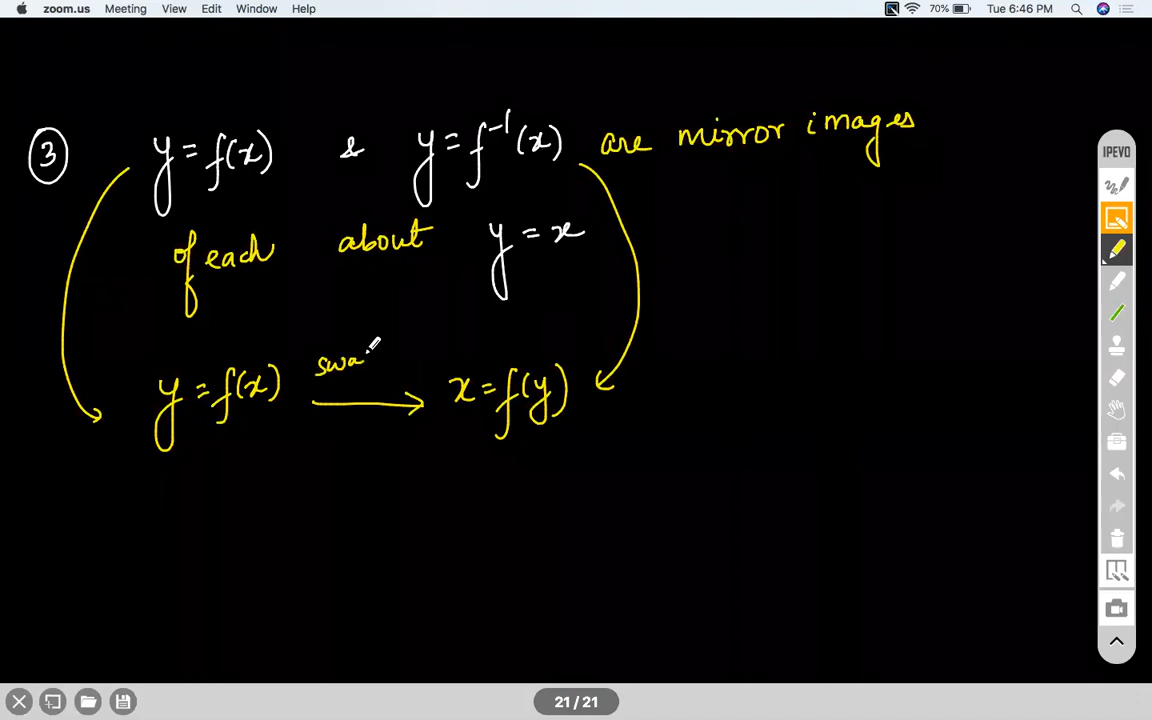 zoom.us Meeting View Edit Window Help 70% Tue 6:46 PM
③ y = f(x) & y = f⁻¹(x) are mirror images
IPEVO
of each about y = x
swa
y = f(x) → x = f(y)
21 / 21